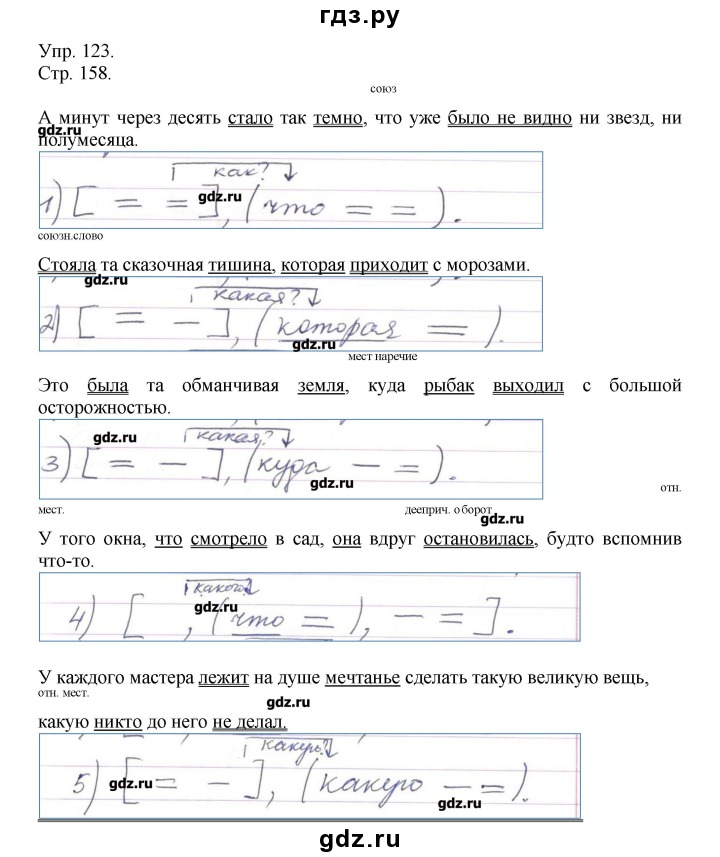 гдз.ру
Упр. 123.
Стр. 158.
союз
А минут через десять стало так темно, что уже было не видно ни звезд, ни
gdz.ru
полумесяца.
как?
gdz.ru
1) [ = = ], (что = = ).
союзн.слово
Стояла та сказочная тишина, которая приходит с морозами.
gdz.ru
какая?
2) [ = – ], (которая = ).
gdz.ru
мест наречие
Это была та обманчивая земля, куда рыбак выходил с большой
осторожностью.
gdz.ru
какая?
3) [ = – ], (куда – = ).
gdz.ru
отн.
мест. дееприч. оборот
gdz.ru
У того окна, что смотрело в сад, она вдруг остановилась, будто вспомнив
что-то.
какого?
gdz.ru
4) [ , (что = ), – = ].
У каждого мастера лежит на душе мечтанье сделать такую великую вещь,
отн. мест.
gdz.ru
какую никто до него не делал.
какую?
5) gdz.ru [ = – ], (какую – = ).
gdz.ru
gdz.ru